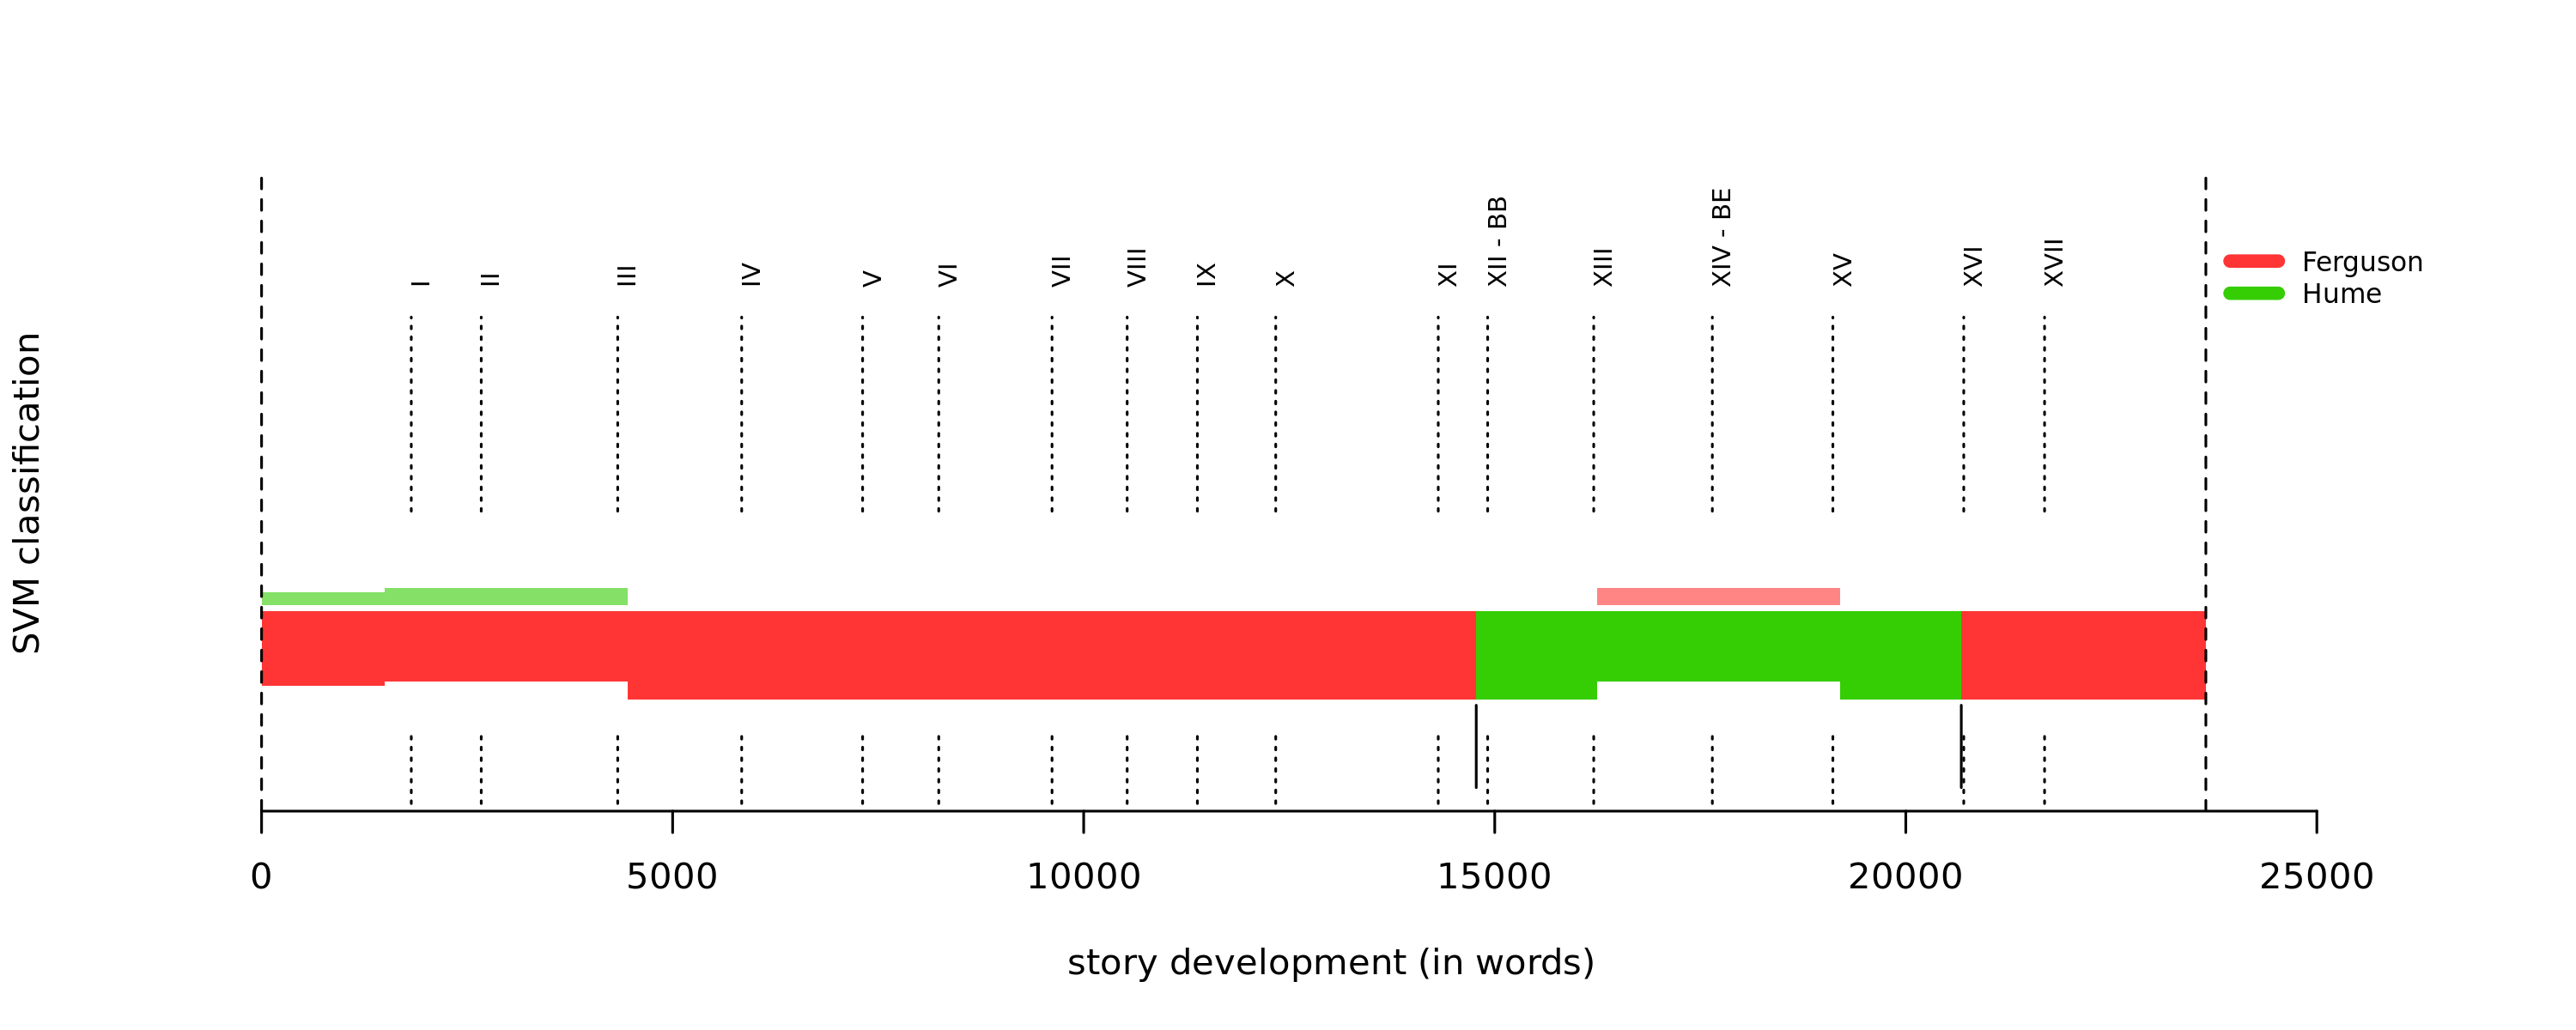 I
II
III
IV
V
VI
VII
VIII
IX
X
XI
XII - BB
XIII
XIV - BE
XV
XVI
XVII
Ferguson
Hume
SVM classification
0 5000 10000 15000 20000 25000
story development (in words)